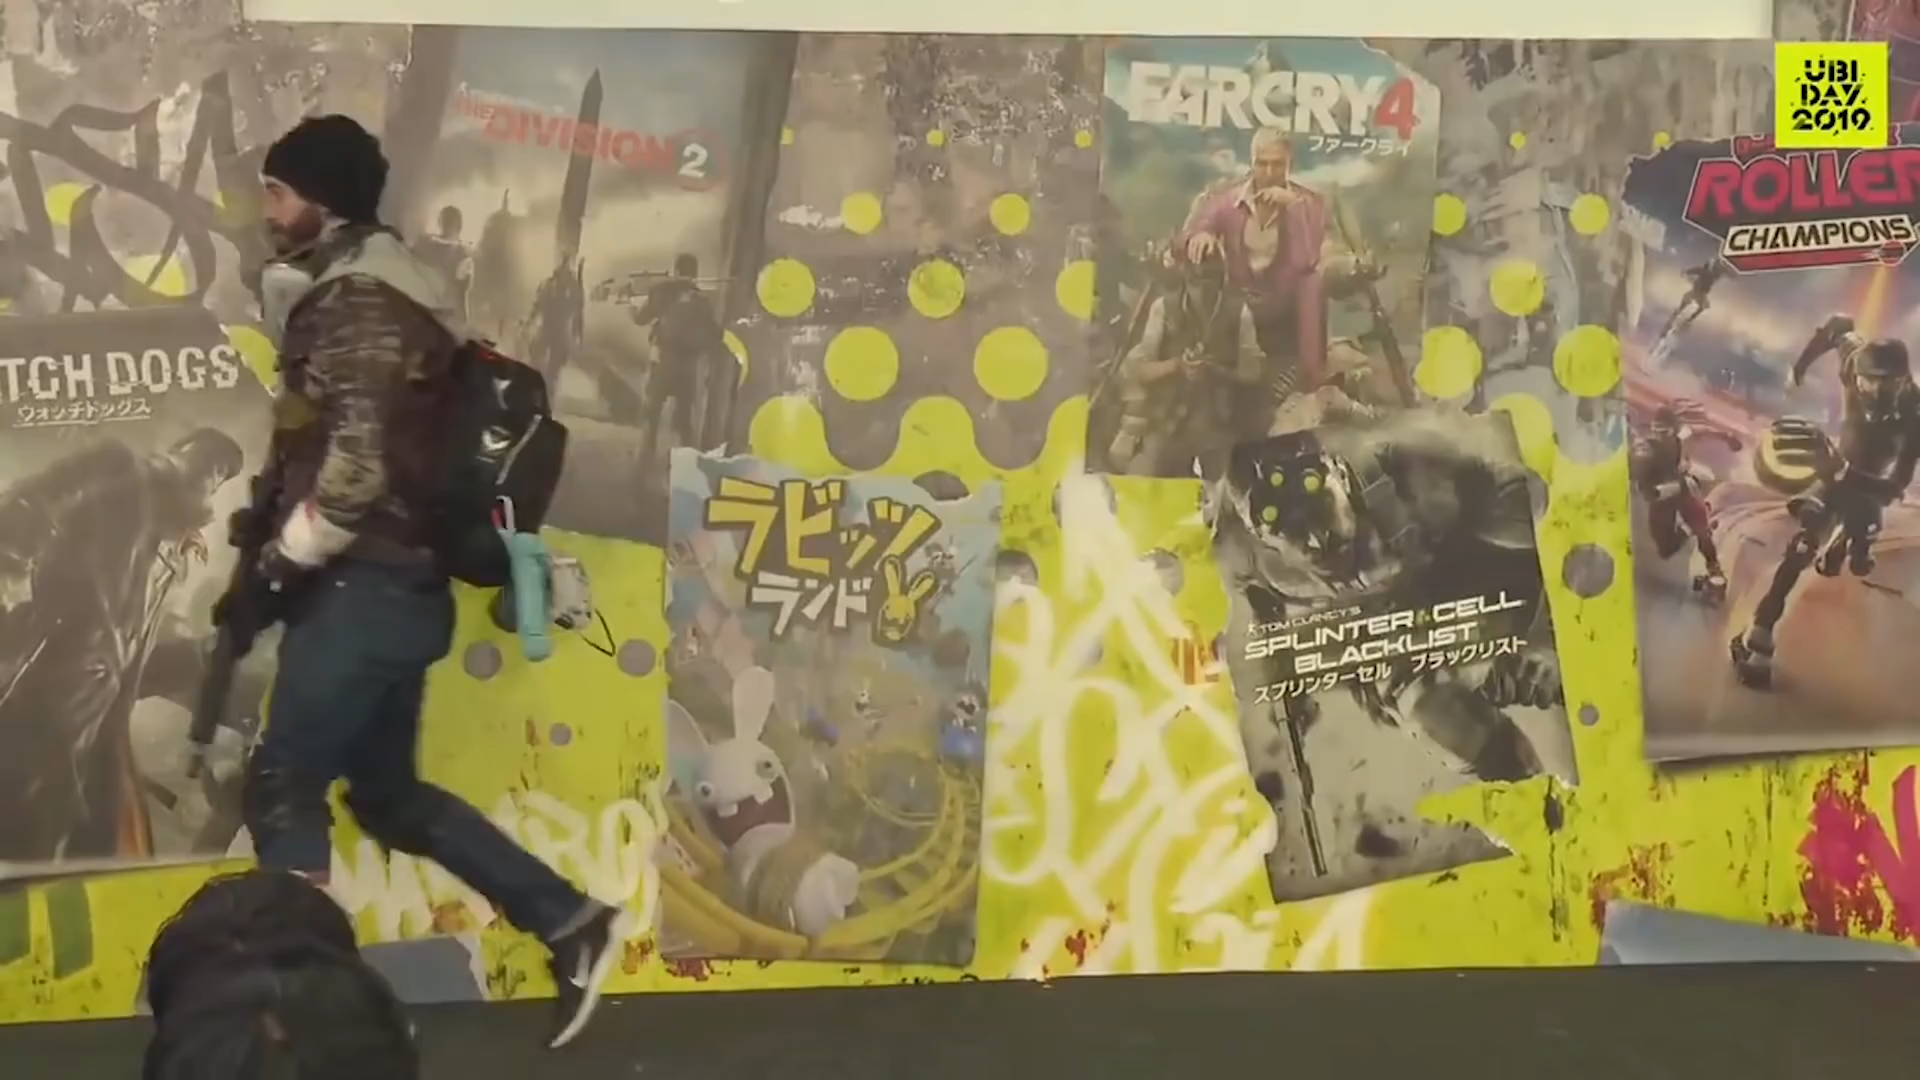 UBI
DAY
2019
THE DIVISION 2
FARCRY 4
ファークライ
ROLLER
CHAMPIONS
TCH DOGS
ウォッチドッグス
ラビッツ
ランド
TOM CLANCY'S
SPLINTER CELL
BLACKLIST
スプリンターセル ブラックリスト